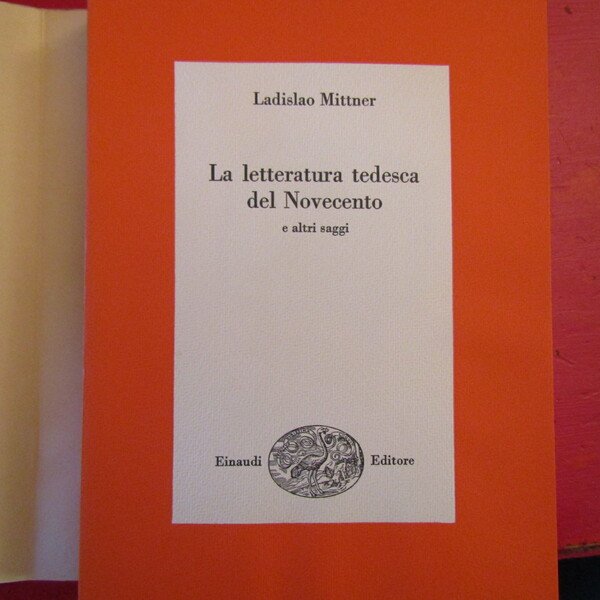 Ladislao Mittner
La letteratura tedesca
del Novecento
e altri saggi
Einaudi Editore